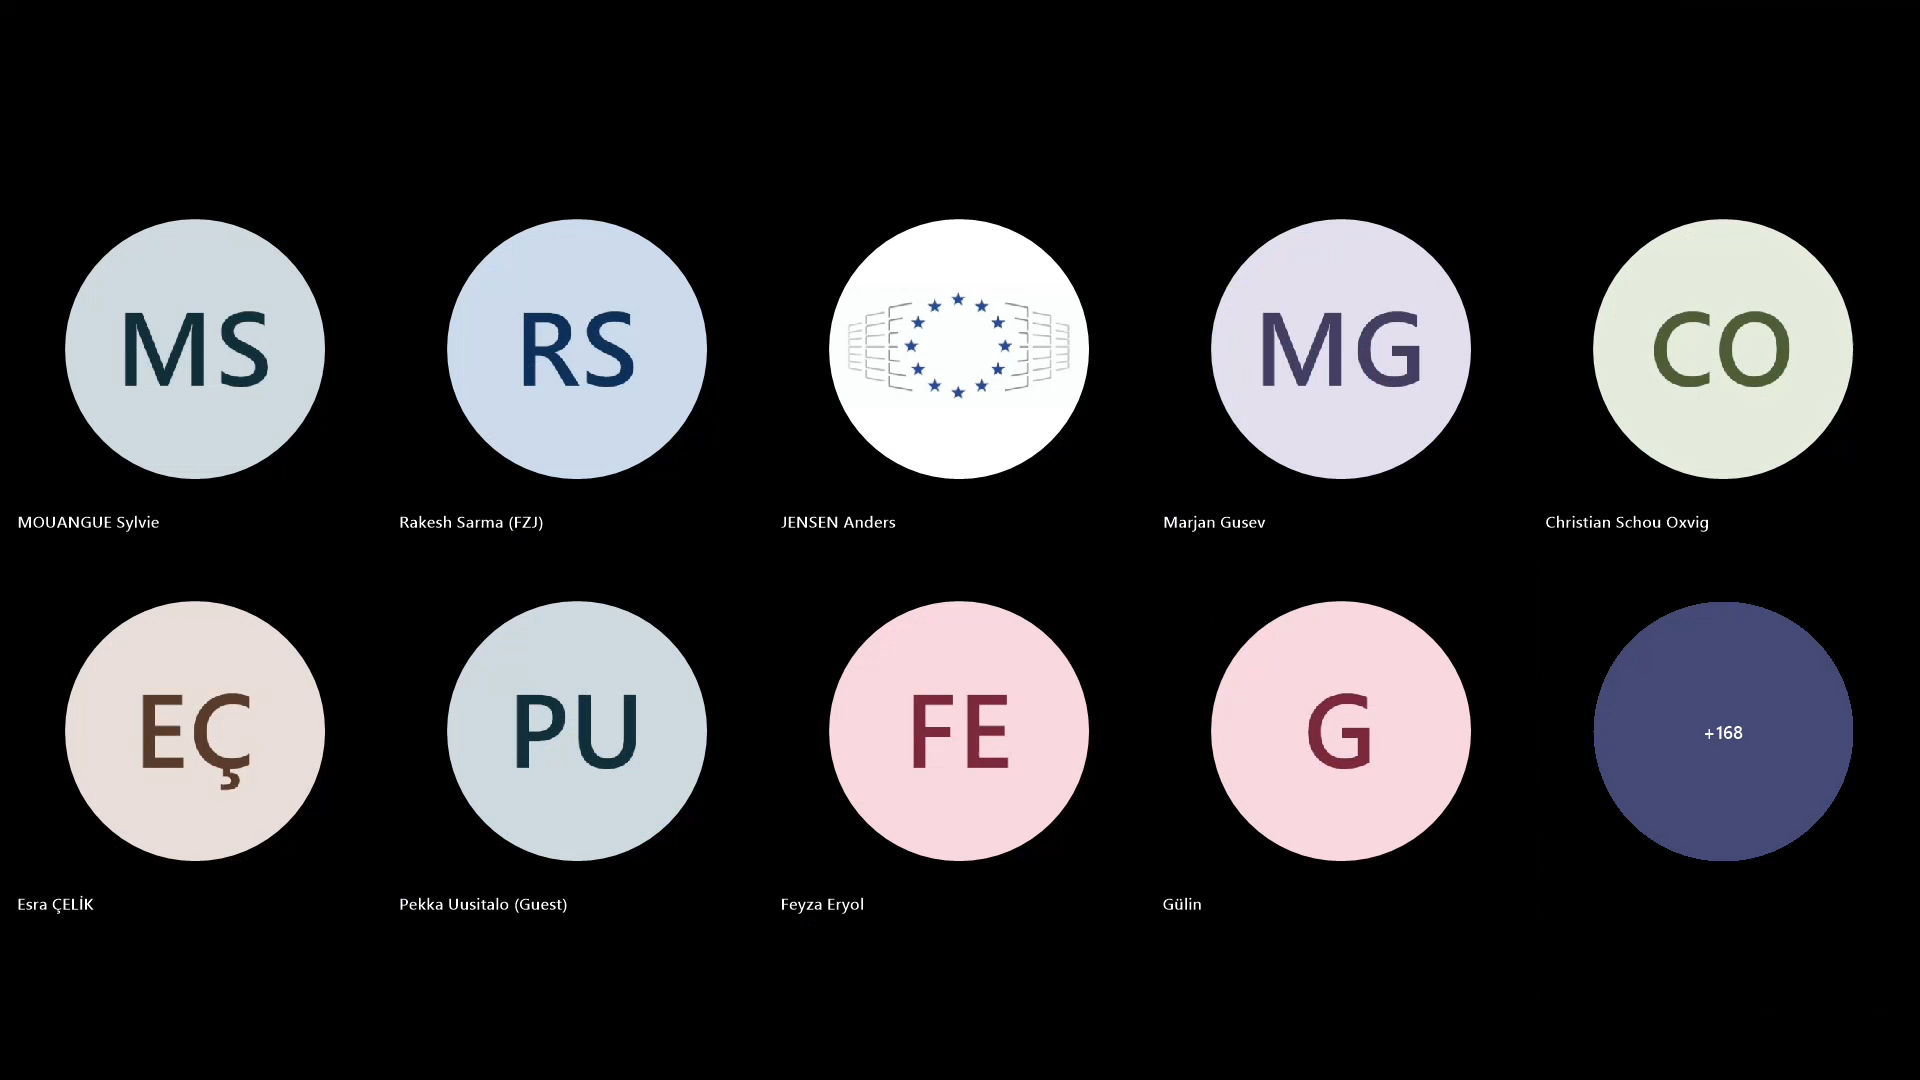 MS
RS
MG
CO
MOUANGUE Sylvie
Rakesh Sarma (FZJ)
JENSEN Anders
Marjan Gusev
Christian Schou Oxvig
EÇ
PU
FE
G
+168
Esra ÇELİK
Pekka Uusitalo (Guest)
Feyza Eryol
Gülin